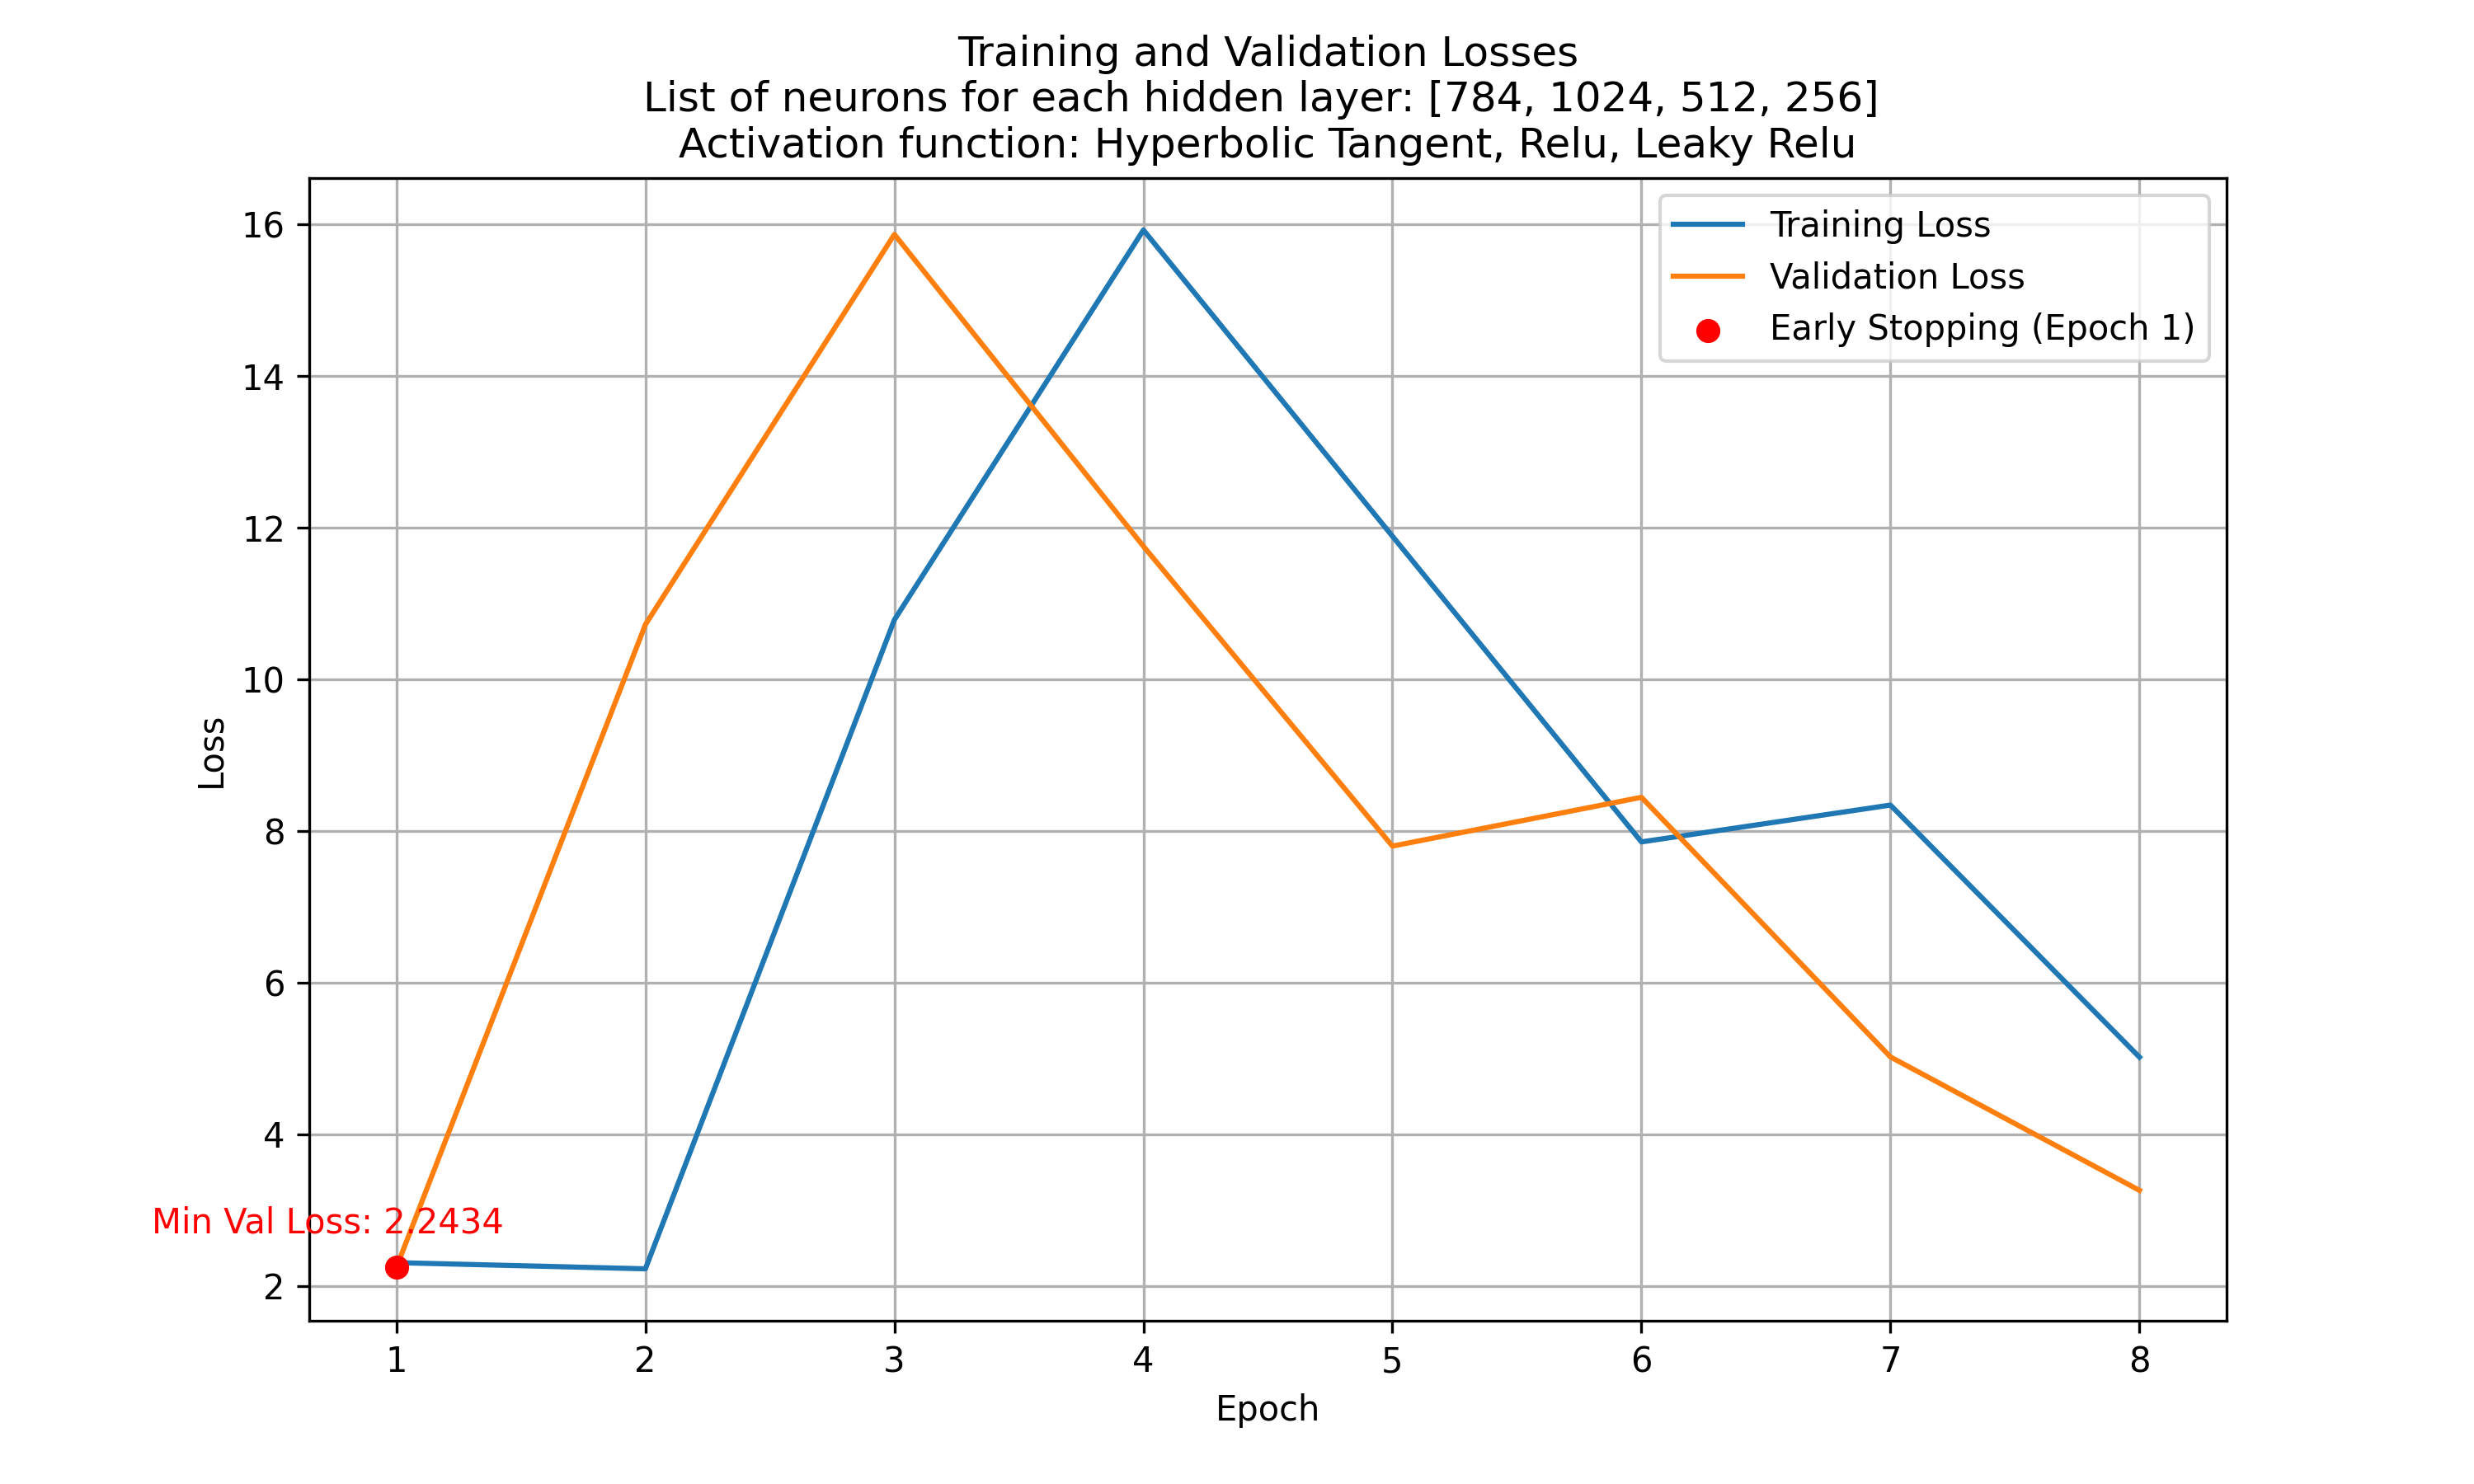 Training and Validation Losses
List of neurons for each hidden layer: [784, 1024, 512, 256]
Activation function: Hyperbolic Tangent, Relu, Leaky Relu
Training Loss
Validation Loss
Early Stopping (Epoch 1)
16
14
12
10
8
6
4
2
Loss
Min Val Loss: 2.2434
1 2 3 4 5 6 7 8
Epoch